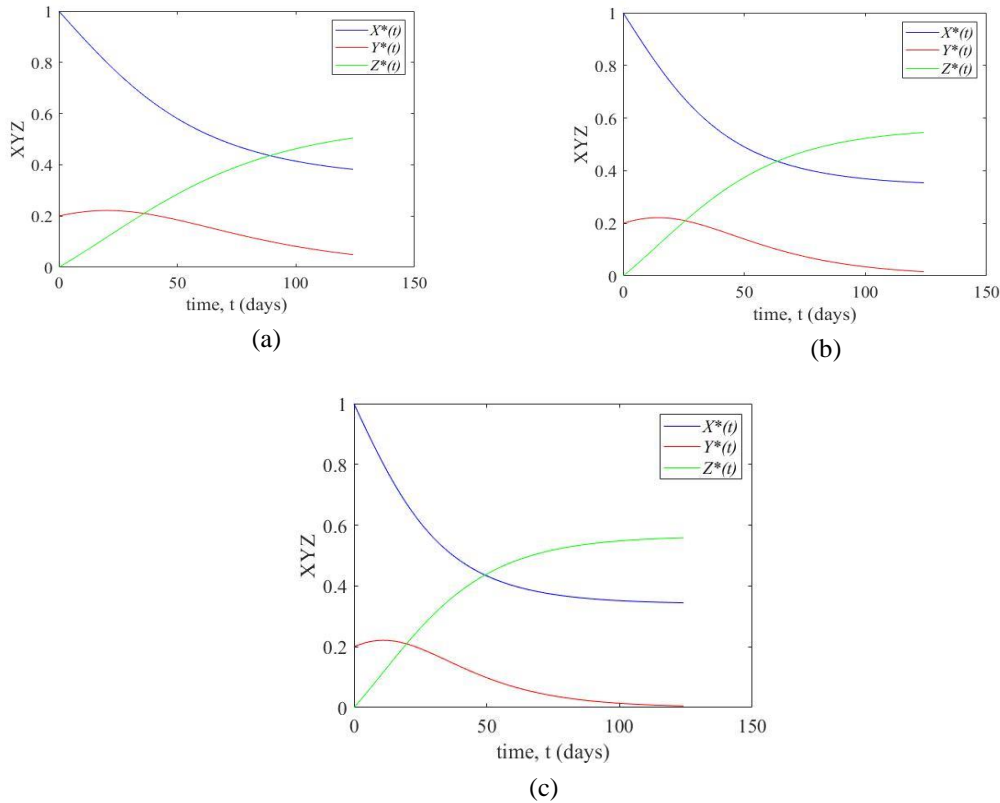 1
0.8
0.6
0.4
0.2
0
XYZ
0 50 100 150
time, t (days)
X*(t)
Y*(t)
Z*(t)
(a)
1
0.8
0.6
0.4
0.2
0
XYZ
0 50 100 150
time, t (days)
X*(t)
Y*(t)
Z*(t)
(b)
1
0.8
0.6
0.4
0.2
0
XYZ
0 50 100 150
time, t (days)
X*(t)
Y*(t)
Z*(t)
(c)